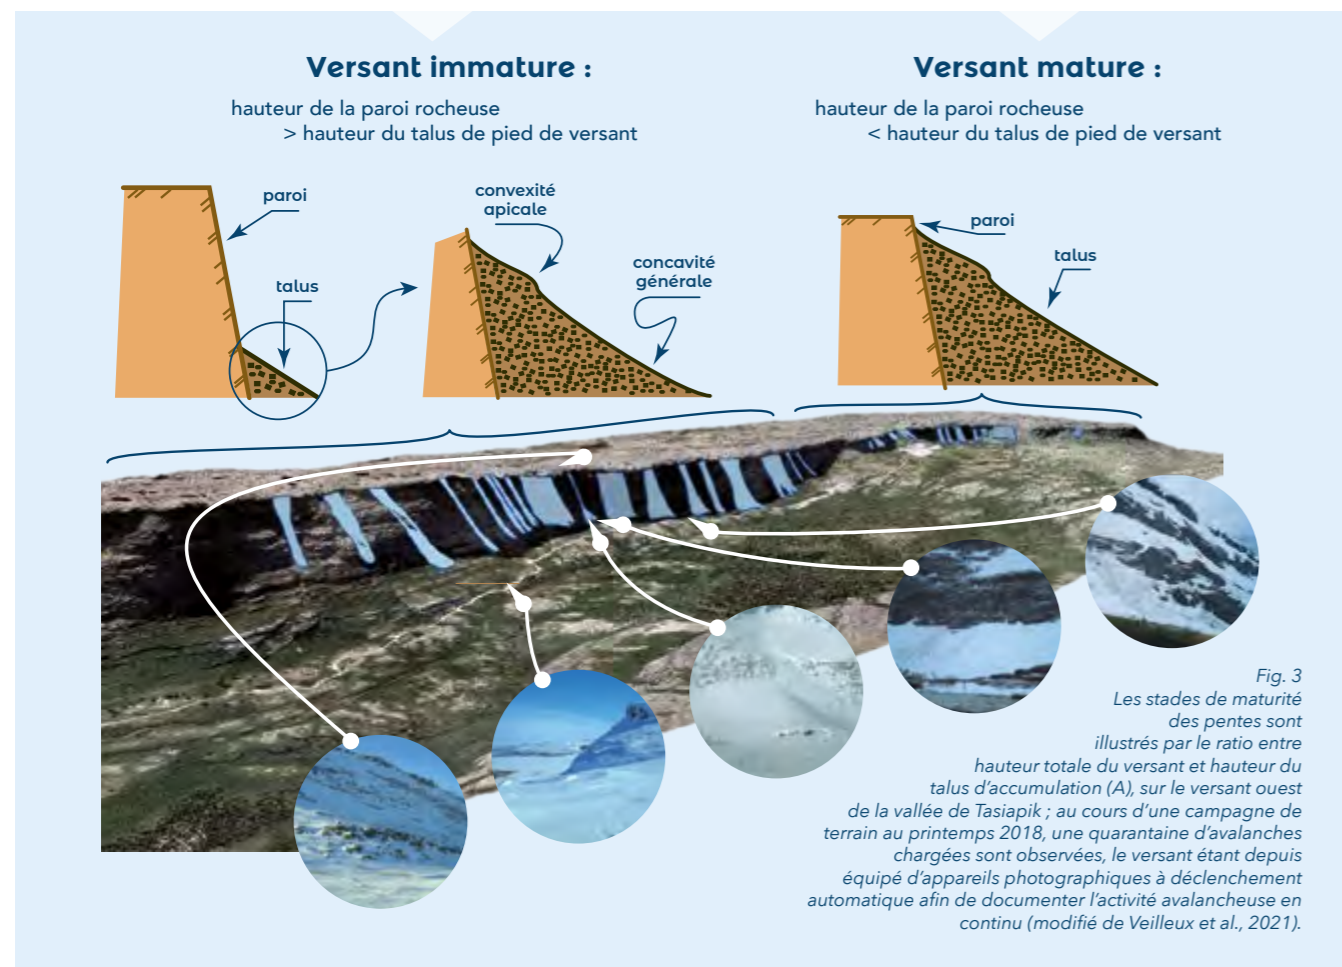 Versant immature :
hauteur de la paroi rocheuse
> hauteur du talus de pied de versant
Versant mature :
hauteur de la paroi rocheuse
< hauteur du talus de pied de versant
paroi
talus
convexité
apicale
concavité
générale
paroi
talus
Fig. 3
Les stades de maturité
des pentes sont
illustrés par le ratio entre
hauteur totale du versant et hauteur du
talus d'accumulation (A), sur le versant ouest
de la vallée de Tasiapik ; au cours d'une campagne de
terrain au printemps 2018, une quarantaine d'avalanches
chargées sont observées, le versant étant depuis
équipé d'appareils photographiques à déclenchement
automatique afin de documenter l'activité avalancheuse en
continu (modifié de Veilleux et al., 2021).